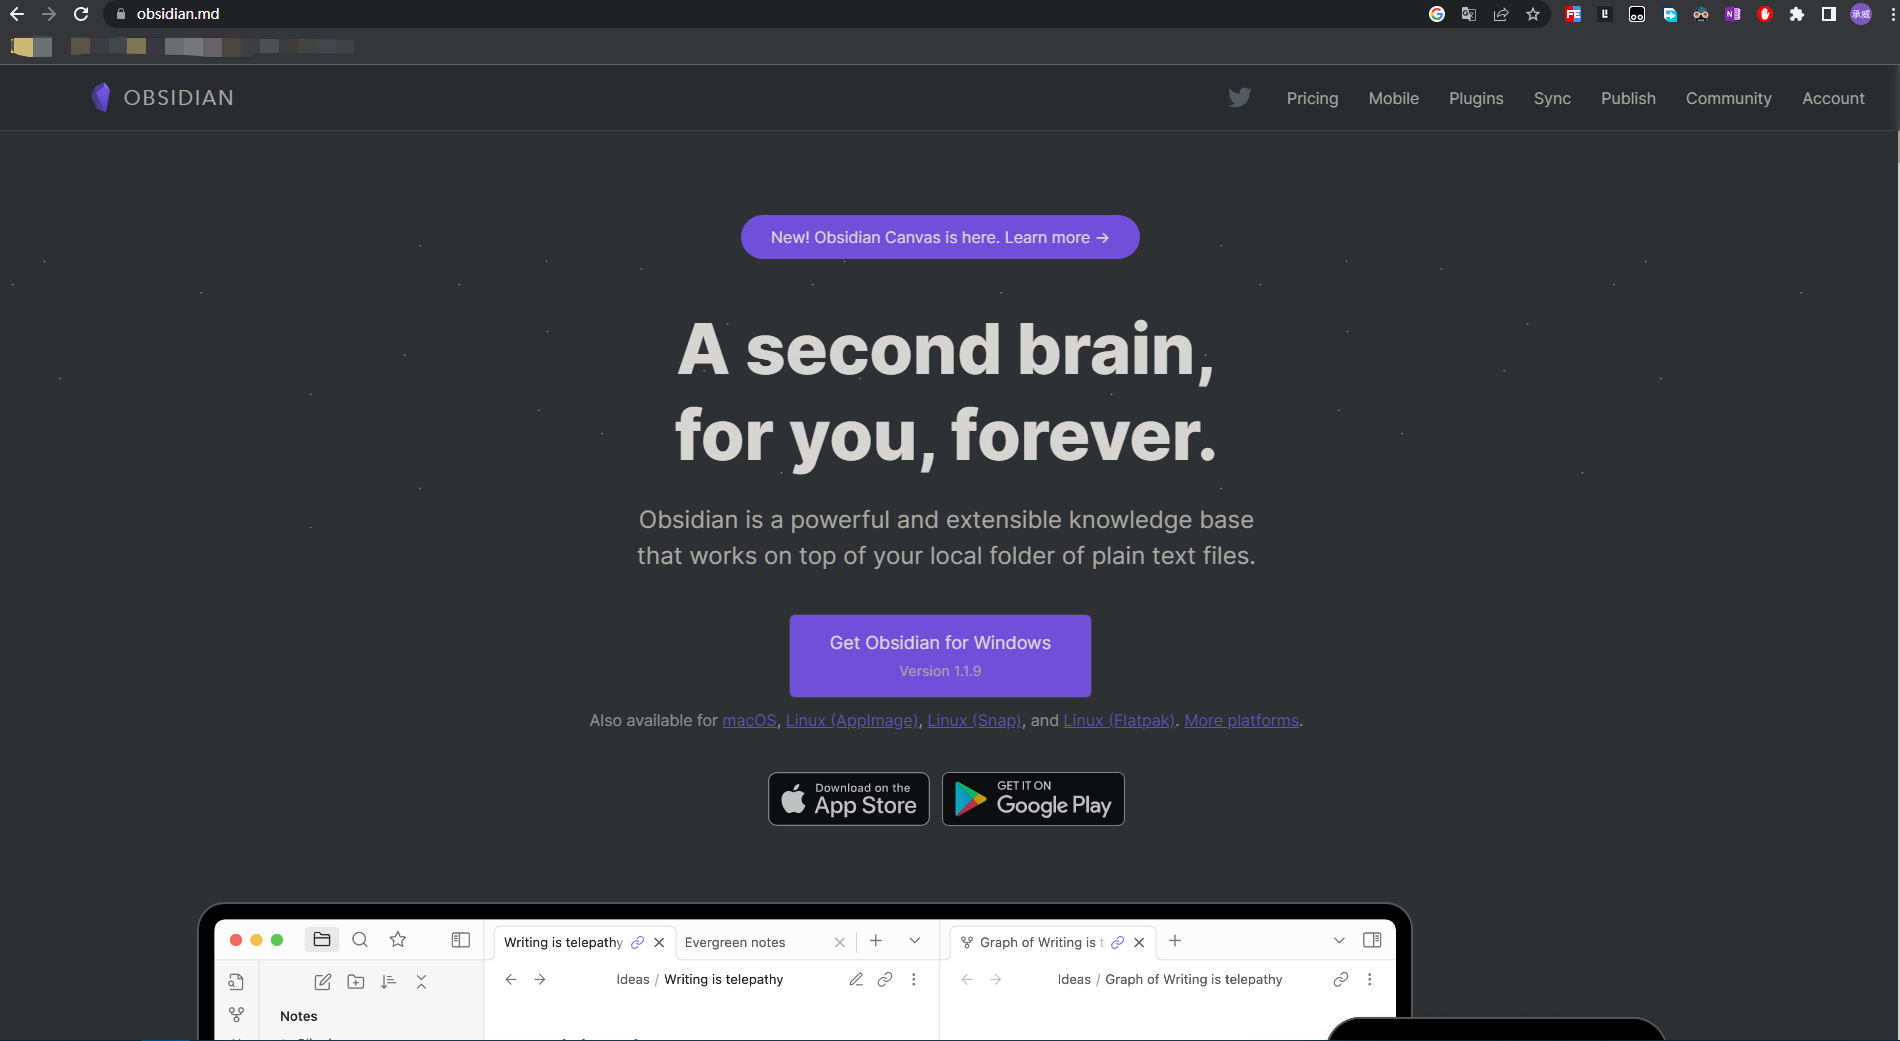 obsidian.md
承威
OBSIDIAN
Pricing Mobile Plugins Sync Publish Community Account
New! Obsidian Canvas is here. Learn more →
A second brain,
for you, forever.
Obsidian is a powerful and extensible knowledge base
that works on top of your local folder of plain text files.
Get Obsidian for Windows
Version 1.1.9
Also available for macOS, Linux (AppImage), Linux (Snap), and Linux (Flatpak). More platforms.
Download on the
App Store
GET IT ON
Google Play
Writing is telepathy Evergreen notes Graph of Writing is t
Ideas / Writing is telepathy Ideas / Graph of Writing is telepathy
Notes